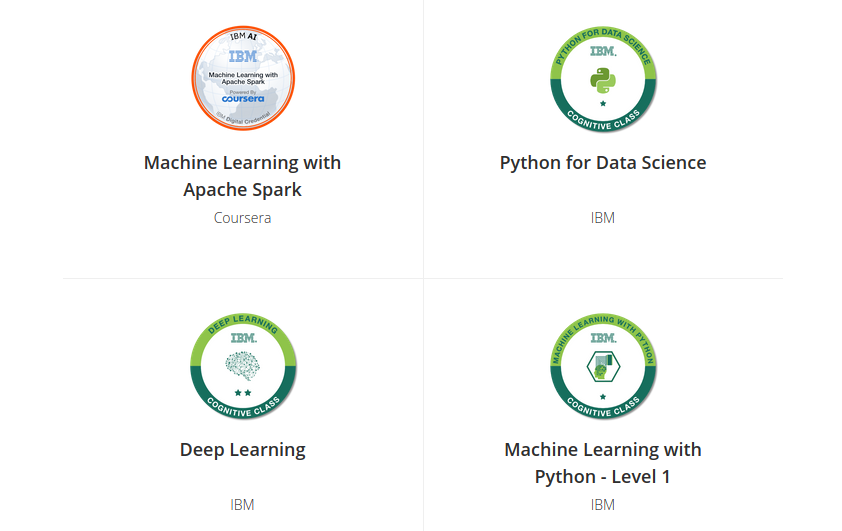 IBM AI
IBM
Machine Learning with
Apache Spark
Powered By
coursera
IBM Digital Credential
PYTHON FOR DATA SCIENCE
IBM.
COGNITIVE CLASS
Machine Learning with
Apache Spark
Coursera
Python for Data Science
IBM
DEEP LEARNING
IBM.
COGNITIVE CLASS
MACHINE LEARNING WITH PYTHON
IBM.
COGNITIVE CLASS
Deep Learning
IBM
Machine Learning with
Python - Level 1
IBM